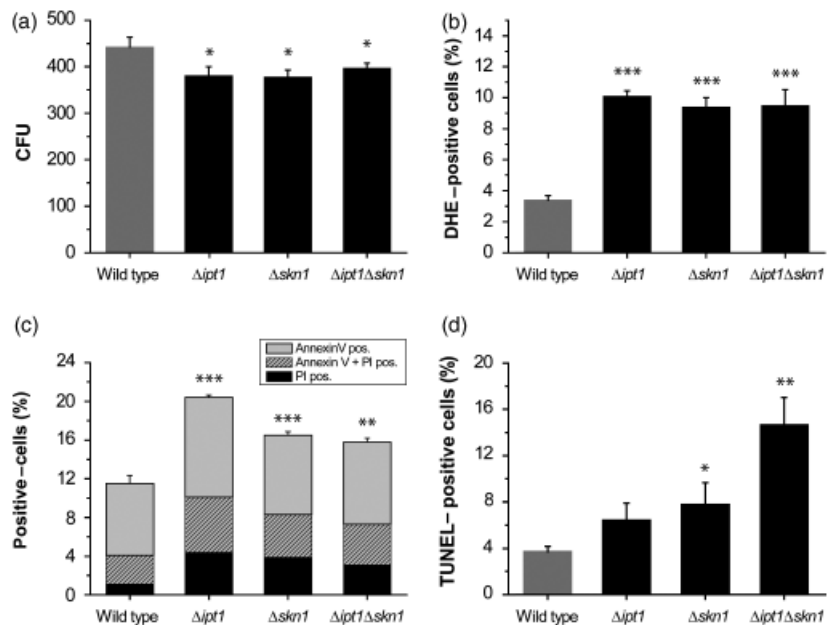 (a)
500
400
300
200
100
0
CFU
* * *
Wild type Δipt1 Δskn1 Δipt1Δskn1
(b)
14
12
10
8
6
4
2
0
DHE –positive cells (%)
*** *** ***
Wild type Δipt1 Δskn1 Δipt1Δskn1
(c)
24
20
16
12
8
4
0
Positive–cells (%)
AnnexinV pos.
Annexin V + PI pos.
PI pos.
*** *** **
Wild type Δipt1 Δskn1 Δipt1Δskn1
(d)
20
16
12
8
4
0
TUNEL– positive cells (%)
* **
Wild type Δipt1 Δskn1 Δipt1Δskn1